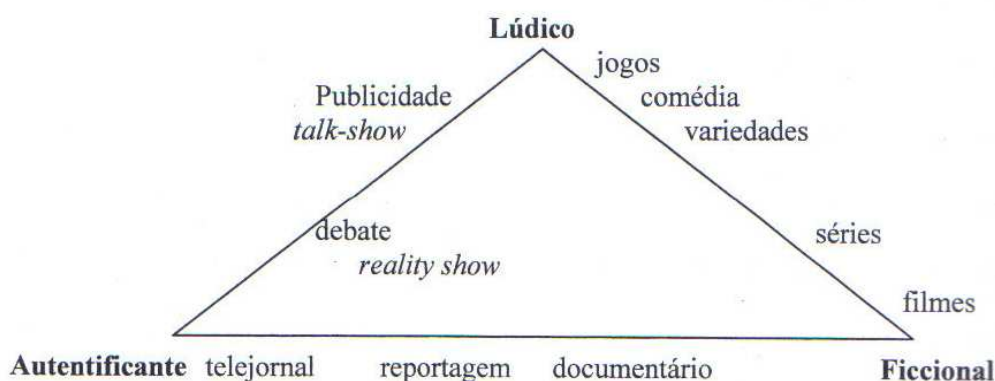 Lúdico
jogos
Publicidade
comédia
talk-show
variedades
debate
séries
reality show
filmes
Autentificante telejornal reportagem documentário Ficcional